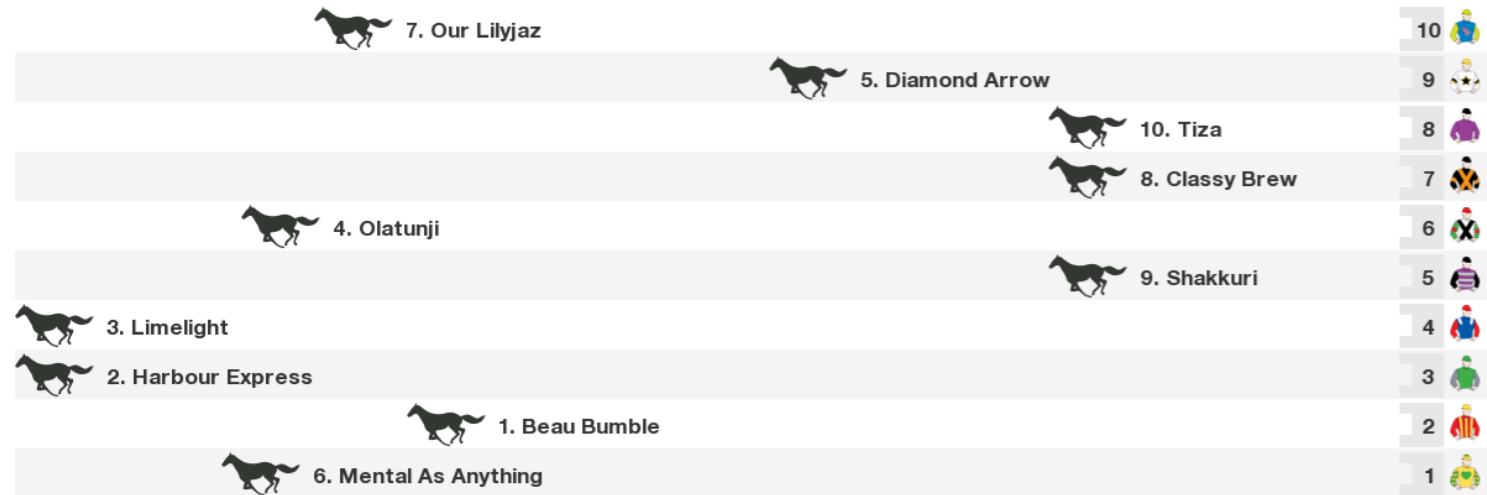 7. Our Lilyjaz 10
5. Diamond Arrow 9
10. Tiza 8
8. Classy Brew 7
4. Olatunji 6
9. Shakkuri 5
3. Limelight 4
2. Harbour Express 3
1. Beau Bumble 2
6. Mental As Anything 1